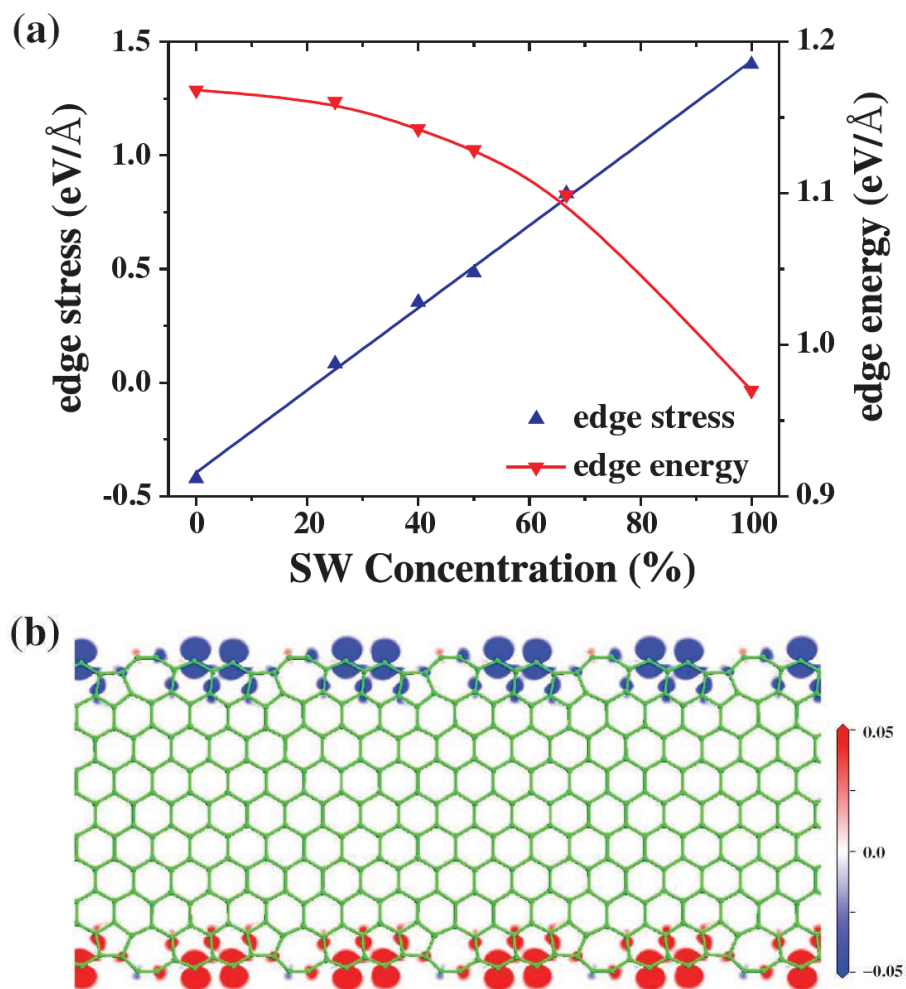 (a)
1.5
1.0
0.5
0.0
-0.5
edge stress (eV/Å)
1.2
1.1
1.0
0.9
edge energy (eV/Å)
edge stress
edge energy
0 20 40 60 80 100
SW Concentration (%)
(b)
0.05
0.0
−0.05